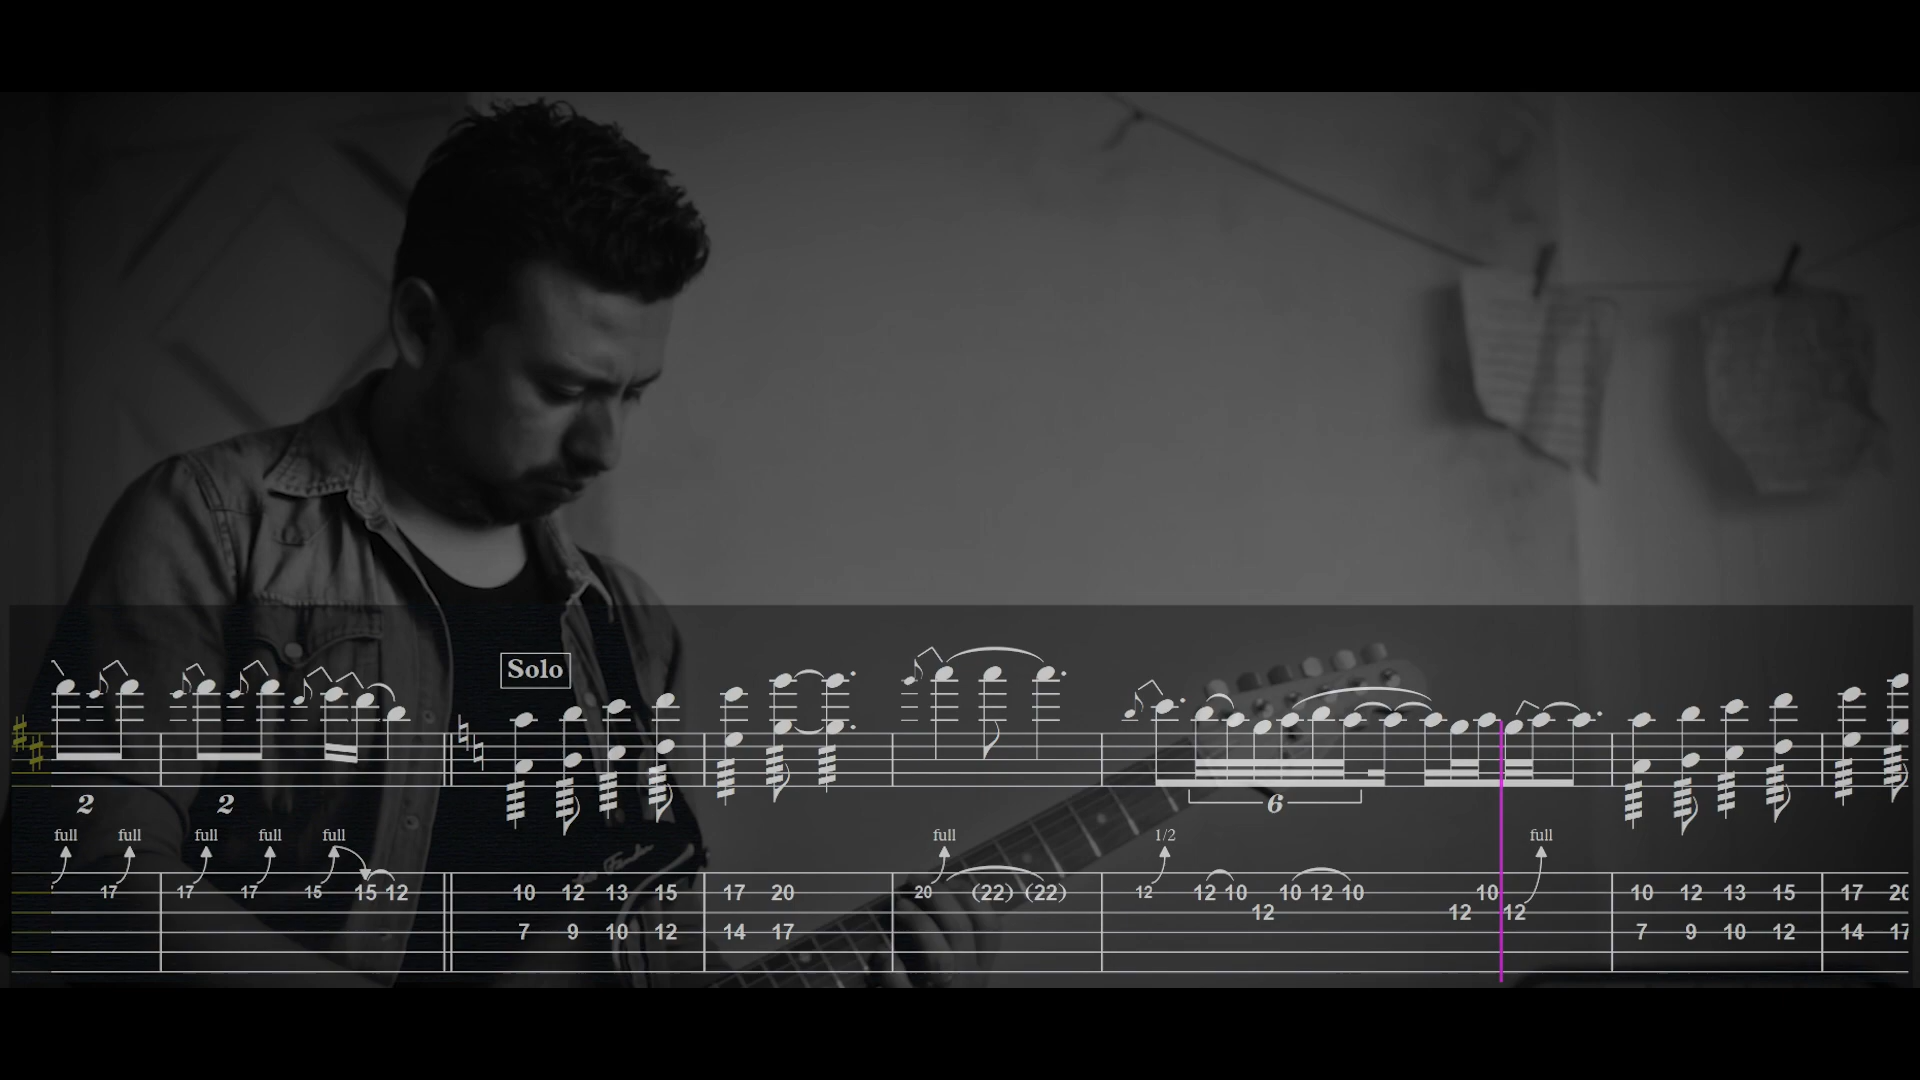 Solo
2 2 6
full full full full full full 1/2 full
17 17 17 15 15 12 10 12 13 15 17 20 20 (22) (22) 12 12 10 10 12 10 10 10 12 13 15 17
12 12 12
7 9 10 12 14 17 7 9 10 12 14
Fender